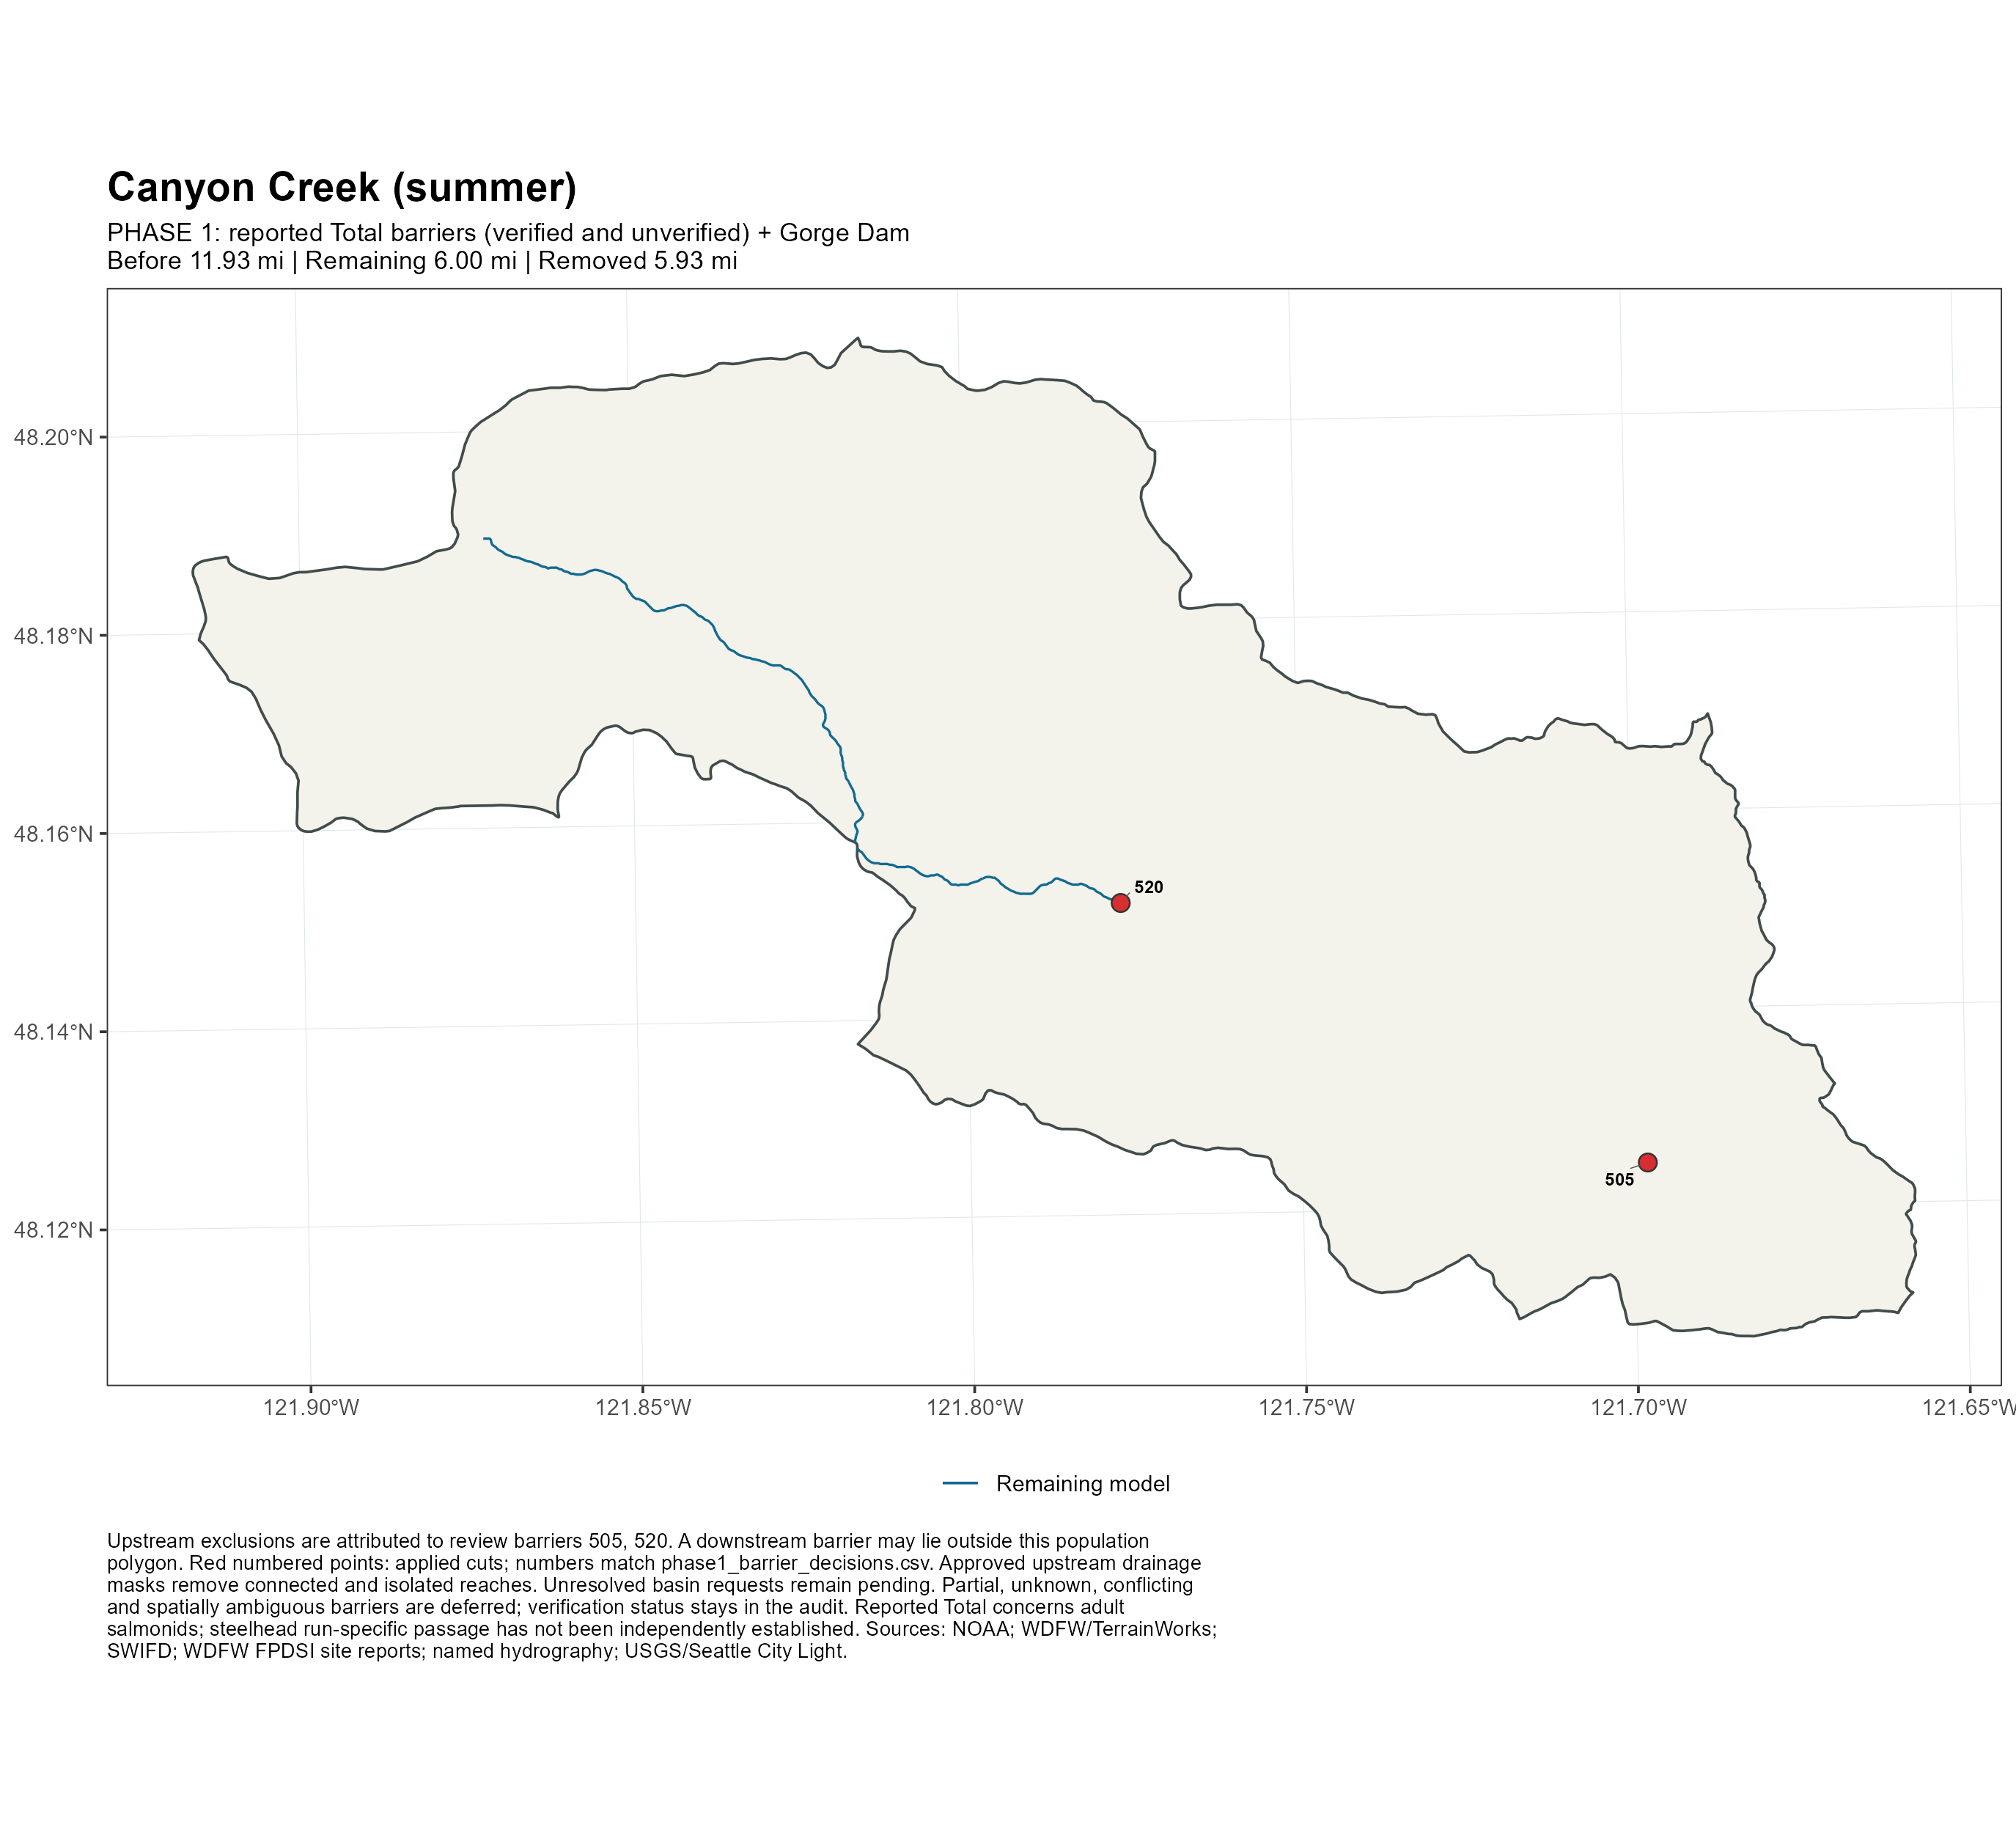 Canyon Creek (summer)
PHASE 1: reported Total barriers (verified and unverified) + Gorge Dam
Before 11.93 mi | Remaining 6.00 mi | Removed 5.93 mi
48.20°N
48.18°N
48.16°N
48.14°N
48.12°N
520
505
121.90°W
121.85°W
121.80°W
121.75°W
121.70°W
121.65°W
Remaining model
Upstream exclusions are attributed to review barriers 505, 520. A downstream barrier may lie outside this population
polygon. Red numbered points: applied cuts; numbers match phase1_barrier_decisions.csv. Approved upstream drainage
masks remove connected and isolated reaches. Unresolved basin requests remain pending. Partial, unknown, conflicting
and spatially ambiguous barriers are deferred; verification status stays in the audit. Reported Total concerns adult
salmonids; steelhead run-specific passage has not been independently established. Sources: NOAA; WDFW/TerrainWorks;
SWIFD; WDFW FPDSI site reports; named hydrography; USGS/Seattle City Light.